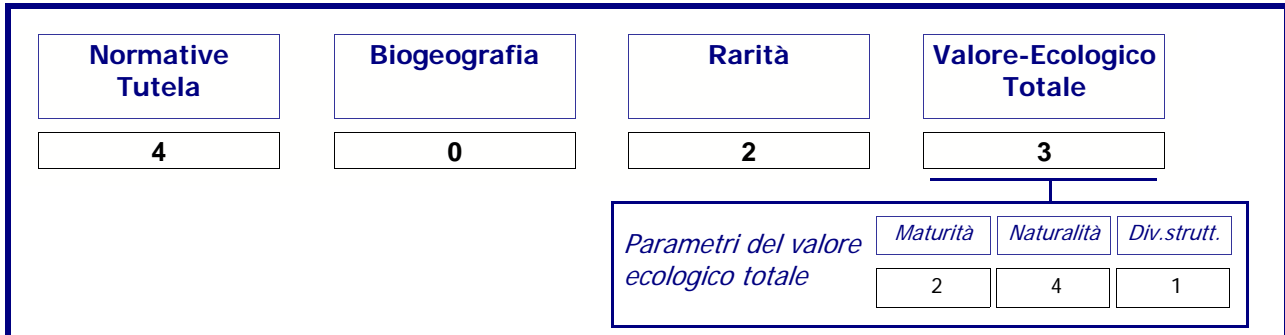 Normative
Tutela
Biogeografia
Rarità
Valore-Ecologico
Totale
4
0
2
3
Parametri del valore
ecologico totale
Maturità
Naturalità
Div.strutt.
2
4
1